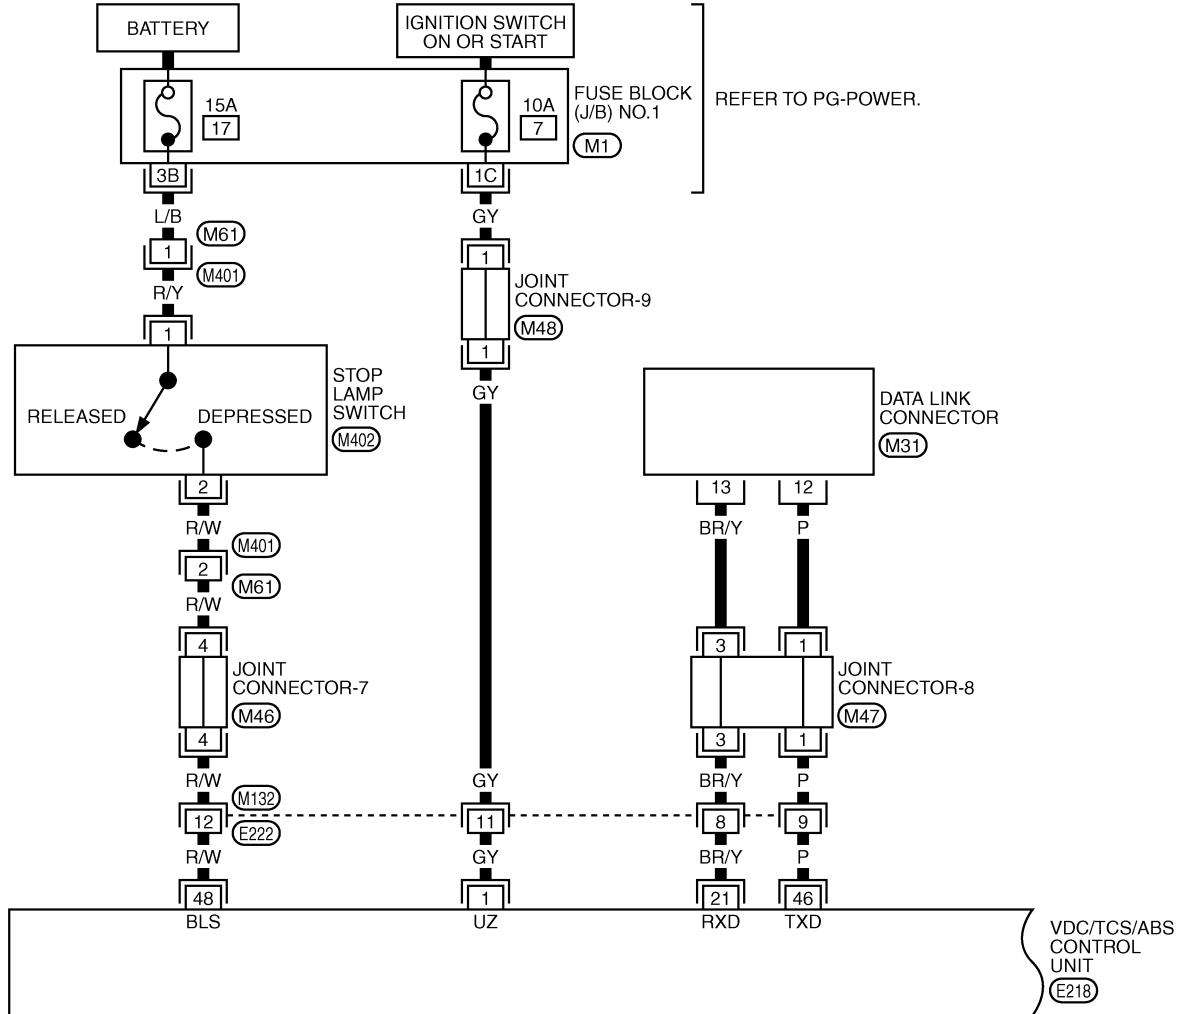 BATTERY
IGNITION SWITCH
ON OR START
15A
17
10A
7
FUSE BLOCK
(J/B) NO.1
M1
REFER TO PG-POWER.
3B
1C
L/B
GY
M61
1
M401
R/Y
1
1
JOINT
CONNECTOR-9
M48
1
GY
STOP
LAMP
SWITCH
M402
RELEASED
DEPRESSED
DATA LINK
CONNECTOR
M31
2
13
12
R/W
BR/Y
P
M401
2
M61
R/W
4
3
1
JOINT
CONNECTOR-7
M46
JOINT
CONNECTOR-8
M47
4
3
1
R/W
GY
BR/Y
P
M132
12
11
8
9
E222
R/W
GY
BR/Y
P
48
1
21
46
BLS
UZ
RXD
TXD
VDC/TCS/ABS
CONTROL
UNIT
E218